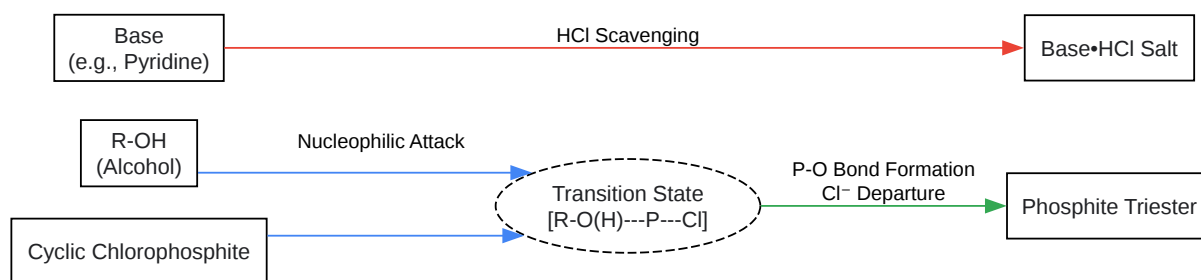 Base
(e.g., Pyridine)
HCl Scavenging
Base•HCl Salt
R-OH
(Alcohol)
Nucleophilic Attack
Cyclic Chlorophosphite
Transition State
[R-O(H)---P---Cl]
P-O Bond Formation
Cl⁻ Departure
Phosphite Triester